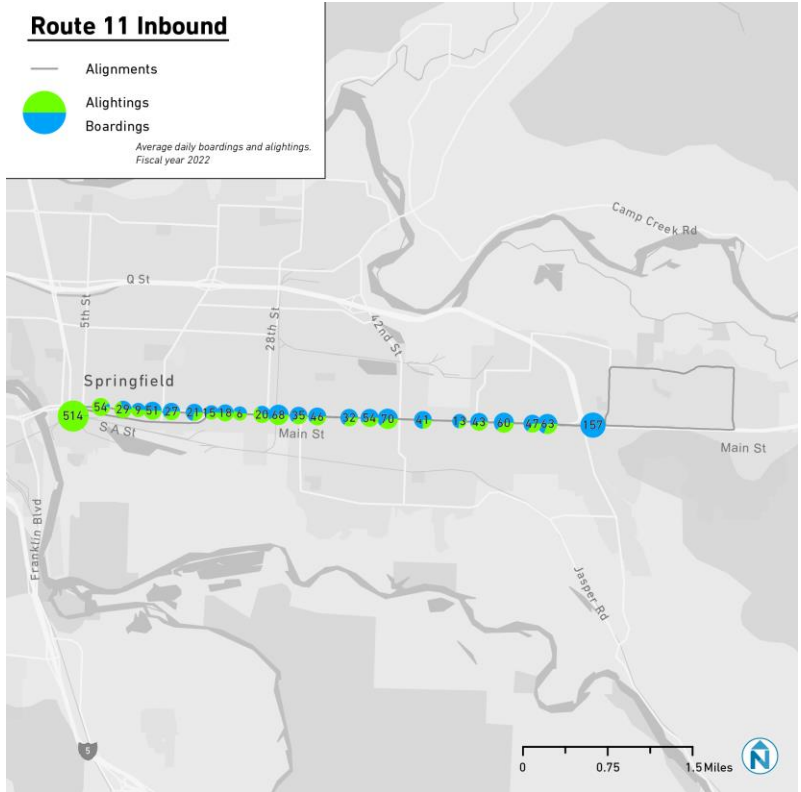 Route 11 Inbound
Alignments
Alightings
Boardings
Average daily boardings and alightings.
Fiscal year 2022
Camp Creek Rd
Q St
5th St
28th St
42nd St
Springfield
514 54 29 9 51 27 21 15 18 6 20 68 35 46 32 54 70 41 13 43 60 47 63 157
S A St
Main St
Main St
Franklin Blvd
Jasper Rd
5
0 0.75 1.5 Miles
N